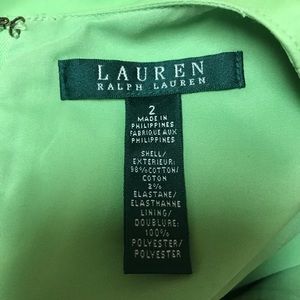 LAUREN
RALPH LAUREN
2
MADE IN
PHILIPPINES
FABRIQUE AUX
PHILIPPINES
SHELL/
EXTERIEUR:
98% COTTON/
COTON
2%
ELASTANE/
ELASTHANNE
LINING/
DOUBLURE:
100%
POLYESTER/
POLYESTER